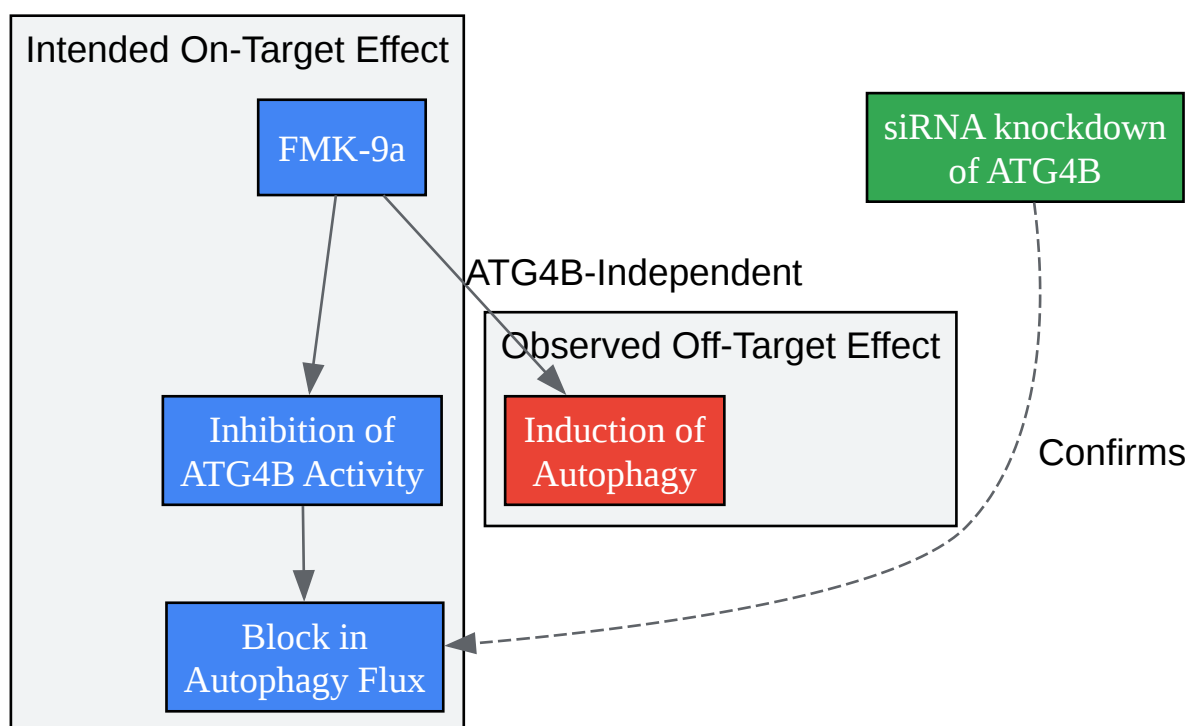 Intended On-Target Effect
FMK-9a
siRNA knockdown
of ATG4B
ATG4B-Independent
Observed Off-Target Effect
Inhibition of
ATG4B Activity
Induction of
Autophagy
Confirms
Block in
Autophagy Flux